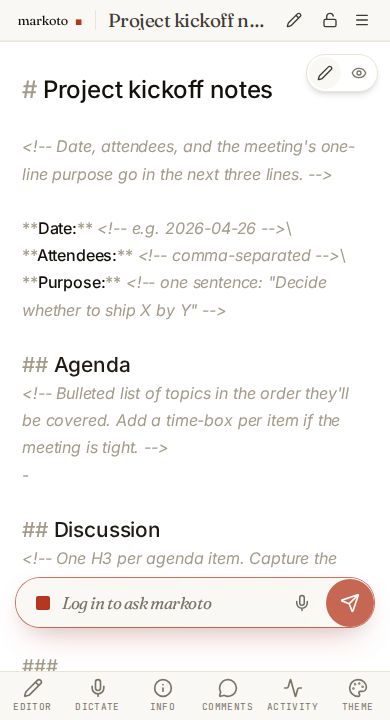 markoto
Project kickoff n...
# Project kickoff notes
<!-- Date, attendees, and the meeting's one-
line purpose go in the next three lines. -->
**Date:** <!-- e.g. 2026-04-26 -->\
**Attendees:** <!-- comma-separated -->\
**Purpose:** <!-- one sentence: "Decide
whether to ship X by Y" -->
## Agenda
<!-- Bulleted list of topics in the order they'll
be covered. Add a time-box per item if the
meeting is tight. -->
-
## Discussion
<!-- One H3 per agenda item. Capture the
Log in to ask markoto
###
EDITOR
DICTATE
INFO
COMMENTS
ACTIVITY
THEME